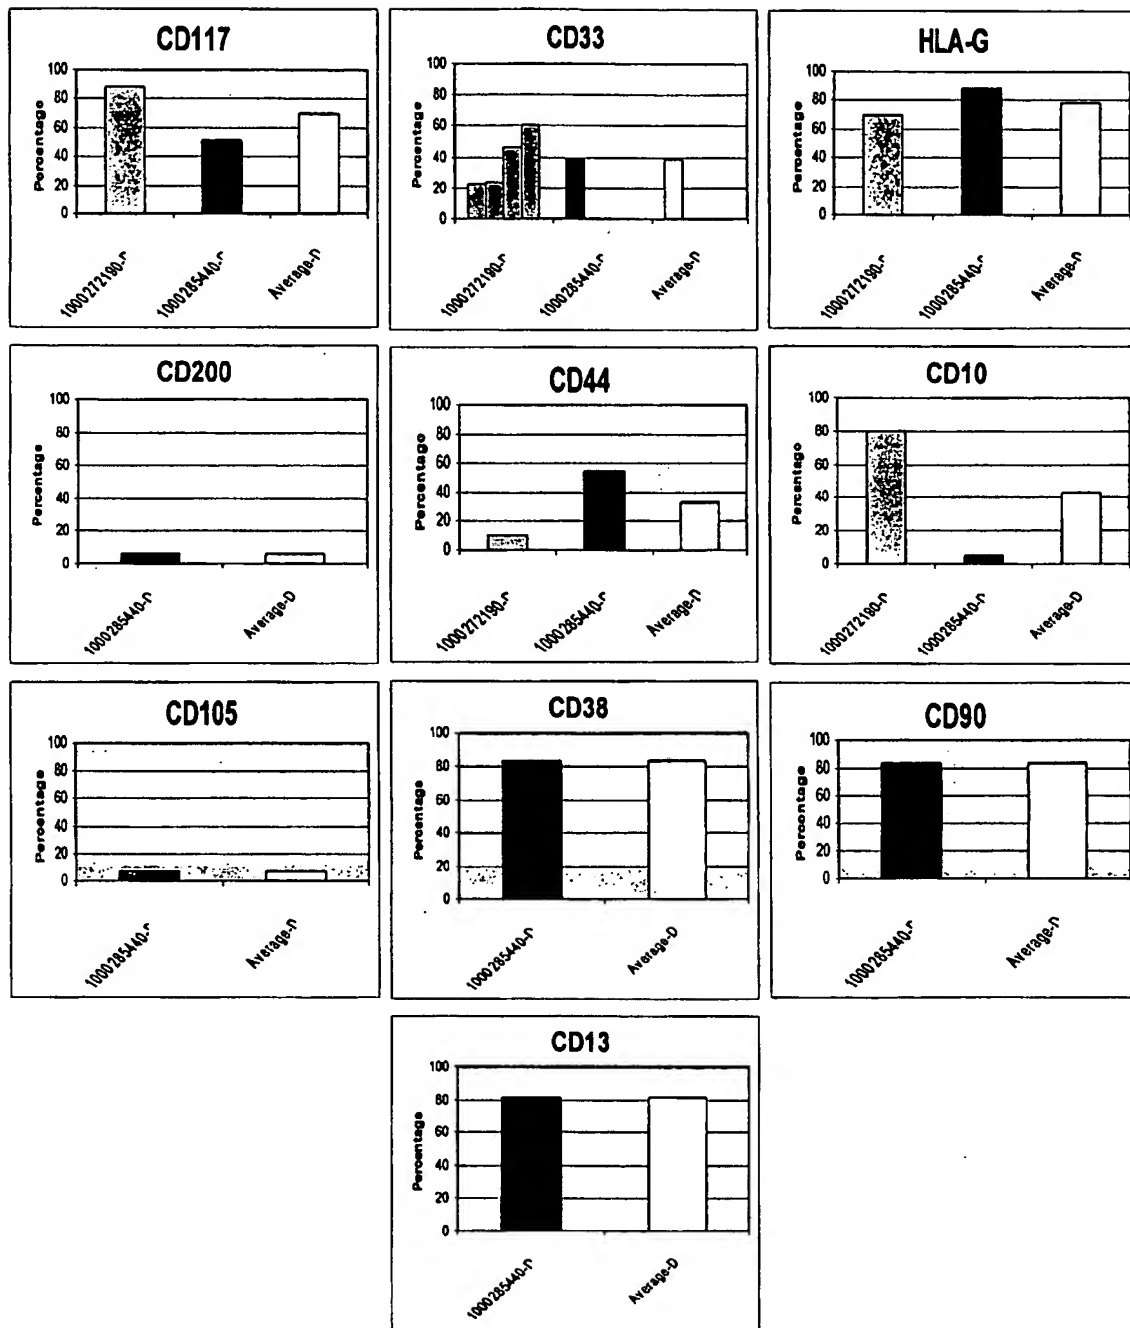 CD117
Percentage
100
80
60
40
20
0
1000272190-D
1000285440-D
Average-D
CD33
Percentage
100
80
60
40
20
0
1000272190-D
1000285440-D
Average-D
HLA-G
Percentage
100
80
60
40
20
0
1000272190-D
1000285440-D
Average-D
CD200
Percentage
100
80
60
40
20
0
1000285440-D
Average-D
CD44
Percentage
100
80
60
40
20
0
1000272190-D
1000285440-D
Average-D
CD10
Percentage
100
80
60
40
20
0
1000272190-D
1000285440-D
Average-D
CD105
Percentage
100
80
60
40
20
0
1000285440-D
Average-D
CD38
Percentage
100
80
60
40
20
0
1000285440-D
Average-D
CD90
Percentage
100
80
60
40
20
0
1000285440-D
Average-D
CD13
Percentage
100
80
60
40
20
0
1000285440-D
Average-D